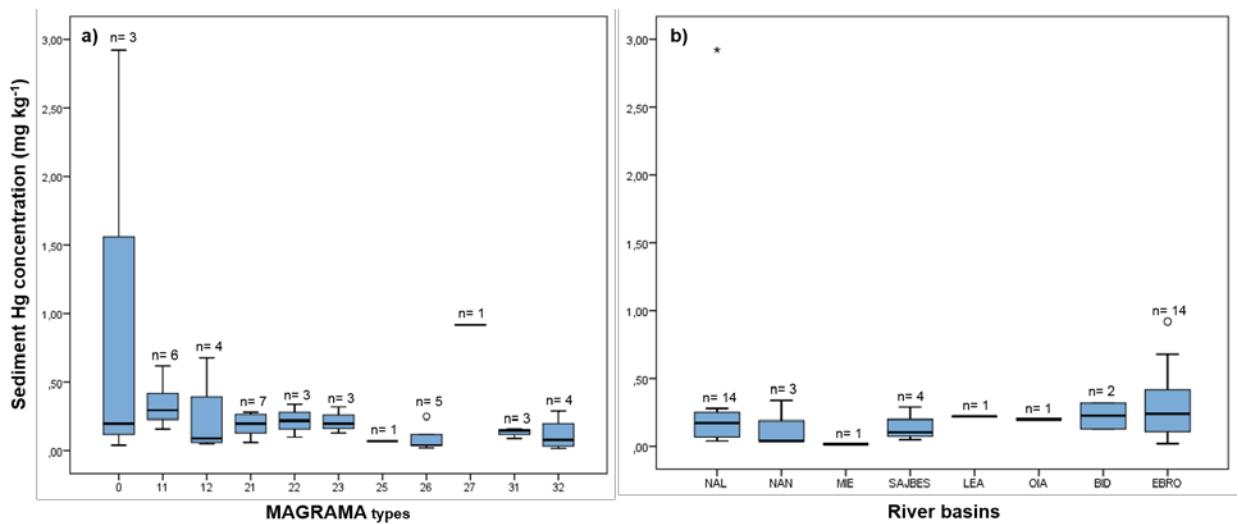 a)
n= 3
3,00
2,50
2,00
1,50
1,00
,50
,00
n= 6
n= 4
n= 7
n= 3
n= 3
n= 1
n= 5
n= 1
n= 3
n= 4
0 11 12 21 22 23 25 26 27 31 32
MAGRAMA types
Sediment Hg concentration (mg kg⁻¹)
b)
3,00
2,50
2,00
1,50
1,00
,50
,00
*
n= 14
n= 3
n= 1
n= 4
n= 1
n= 1
n= 2
n= 14
NAL NAN MIE SAJBES LEA OIA BID EBRO
River basins